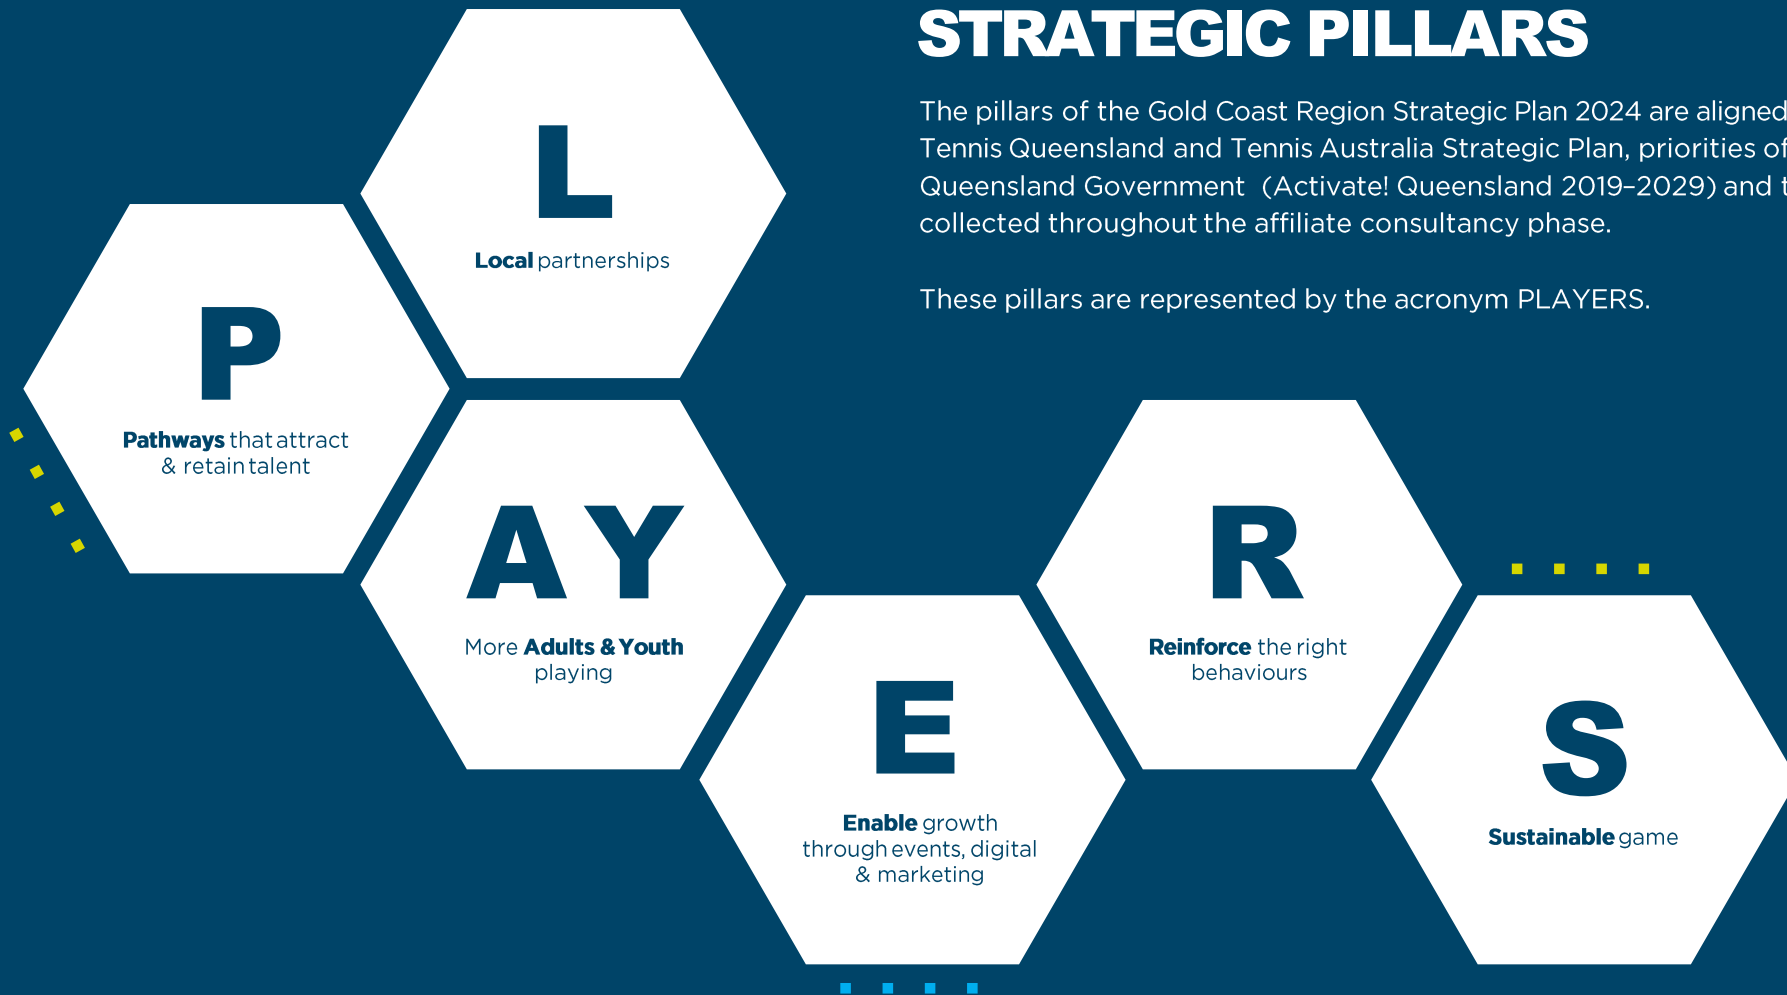 STRATEGIC PILLARS
The pillars of the Gold Coast Region Strategic Plan 2024 are aligned
Tennis Queensland and Tennis Australia Strategic Plan, priorities of
Queensland Government (Activate! Queensland 2019–2029) and
collected throughout the affiliate consultancy phase.
These pillars are represented by the acronym PLAYERS.
P
Pathways that attract
& retain talent
L
Local partnerships
A Y
More Adults & Youth
playing
E
Enable growth
through events, digital
& marketing
R
Reinforce the right
behaviours
S
Sustainable game